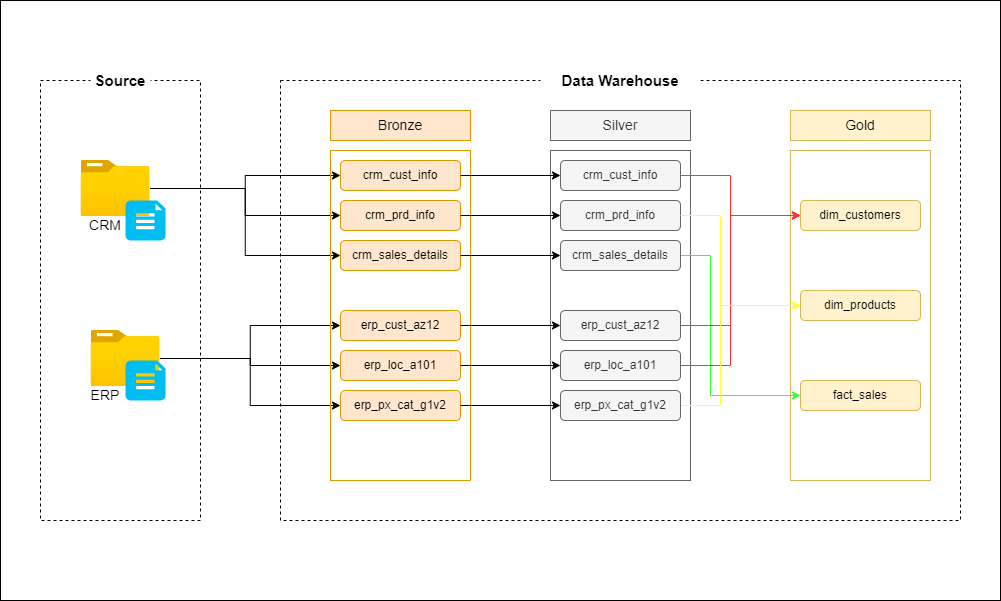 Source
Data Warehouse
Bronze
Silver
Gold
CRM
ERP
crm_cust_info
crm_prd_info
crm_sales_details
erp_cust_az12
erp_loc_a101
erp_px_cat_g1v2
crm_cust_info
crm_prd_info
crm_sales_details
erp_cust_az12
erp_loc_a101
erp_px_cat_g1v2
dim_customers
dim_products
fact_sales